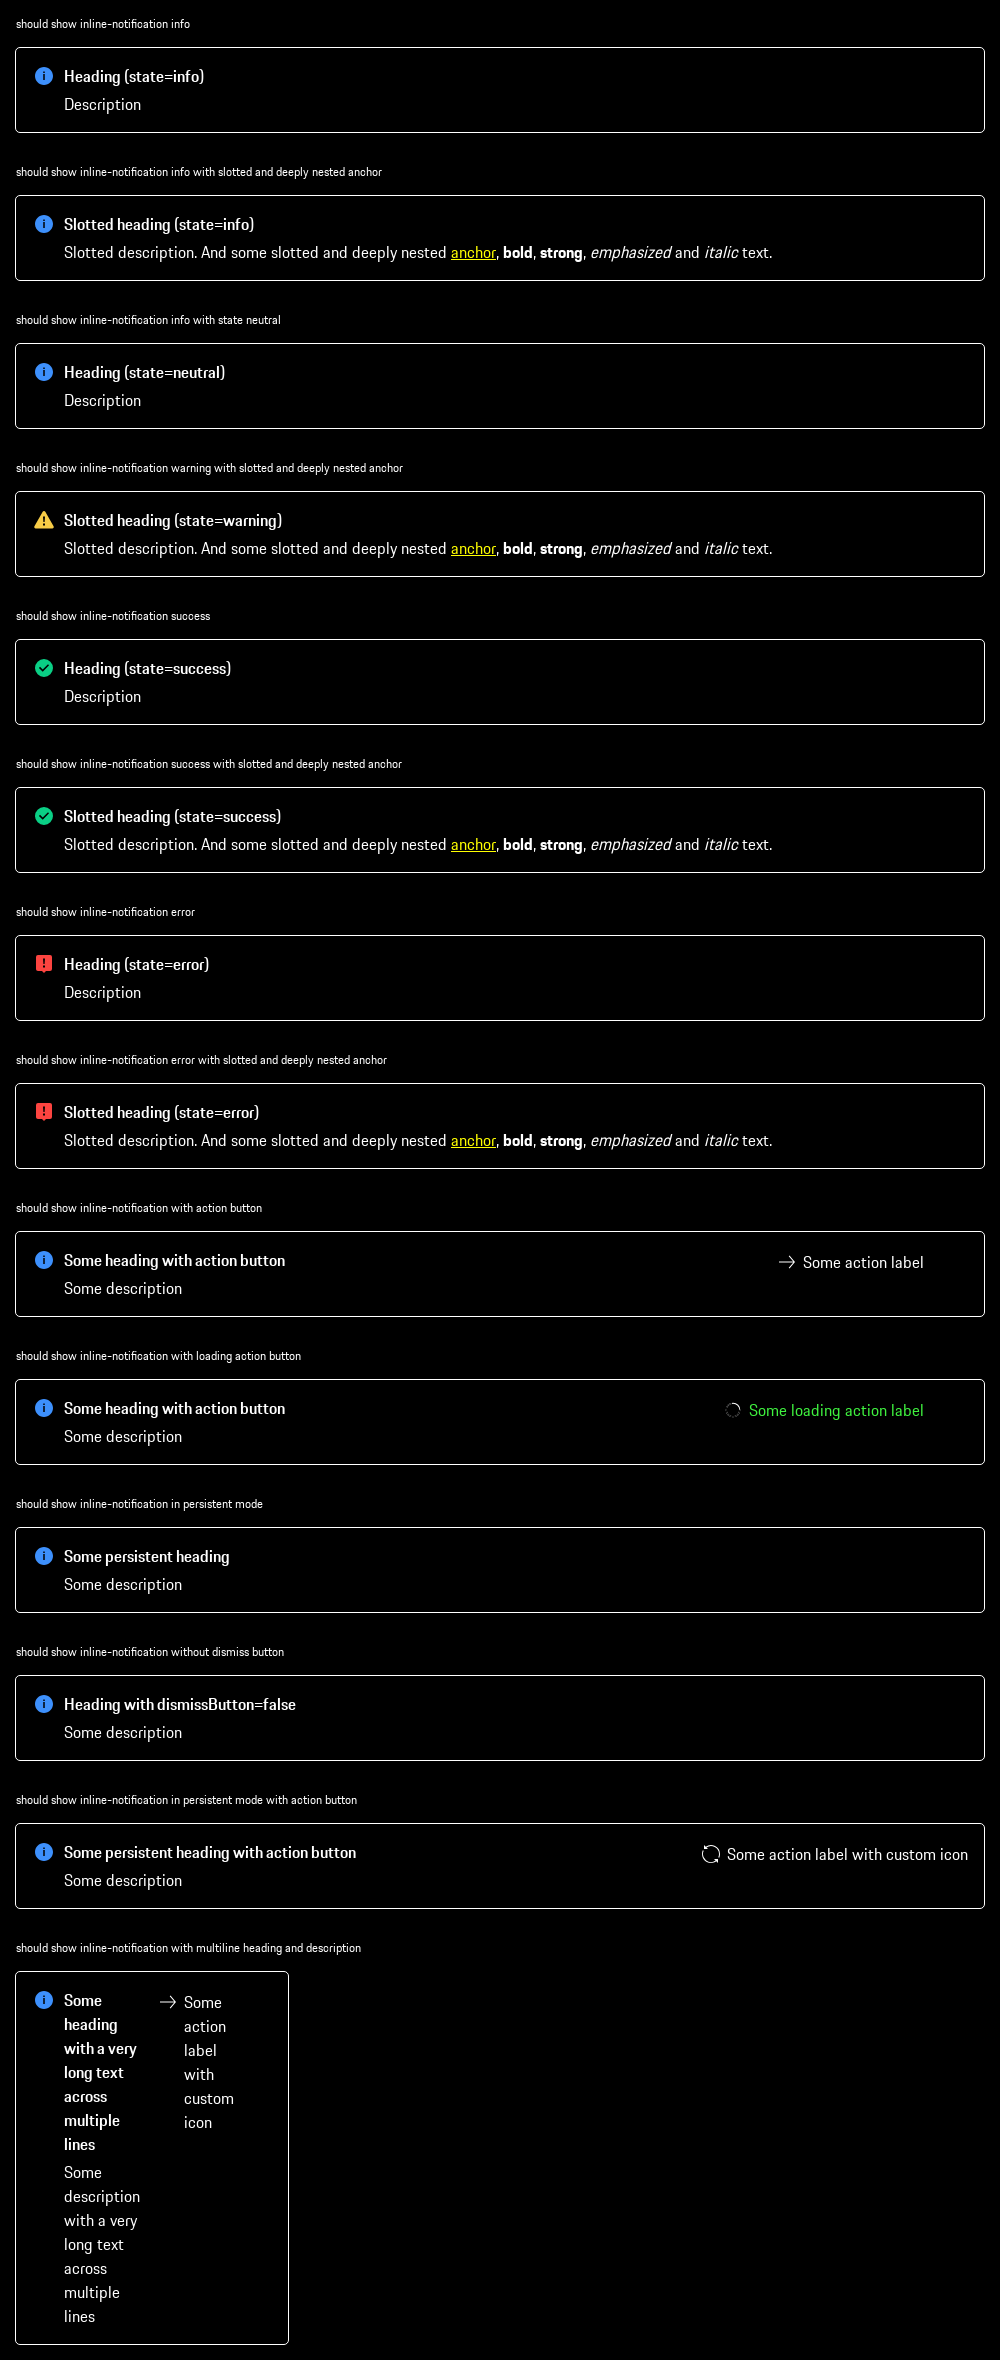 should show inline-notification info
Heading (state=info)
Description
should show inline-notification info with slotted and deeply nested anchor
Slotted heading (state=info)
Slotted description. And some slotted and deeply nested anchor, bold, strong, emphasized and italic text.
should show inline-notification info with state neutral
Heading (state=neutral)
Description
should show inline-notification warning with slotted and deeply nested anchor
Slotted heading (state=warning)
Slotted description. And some slotted and deeply nested anchor, bold, strong, emphasized and italic text.
should show inline-notification success
Heading (state=success)
Description
should show inline-notification success with slotted and deeply nested anchor
Slotted heading (state=success)
Slotted description. And some slotted and deeply nested anchor, bold, strong, emphasized and italic text.
should show inline-notification error
Heading (state=error)
Description
should show inline-notification error with slotted and deeply nested anchor
Slotted heading (state=error)
Slotted description. And some slotted and deeply nested anchor, bold, strong, emphasized and italic text.
should show inline-notification with action button
Some heading with action button
Some description
Some action label
should show inline-notification with loading action button
Some heading with action button
Some description
Some loading action label
should show inline-notification in persistent mode
Some persistent heading
Some description
should show inline-notification without dismiss button
Heading with dismissButton=false
Some description
should show inline-notification in persistent mode with action button
Some persistent heading with action button
Some description
Some action label with custom icon
should show inline-notification with multiline heading and description
Some
heading
with a very
long text
across
multiple
lines
Some
description
with a very
long text
across
multiple
lines
Some
action
label
with
custom
icon